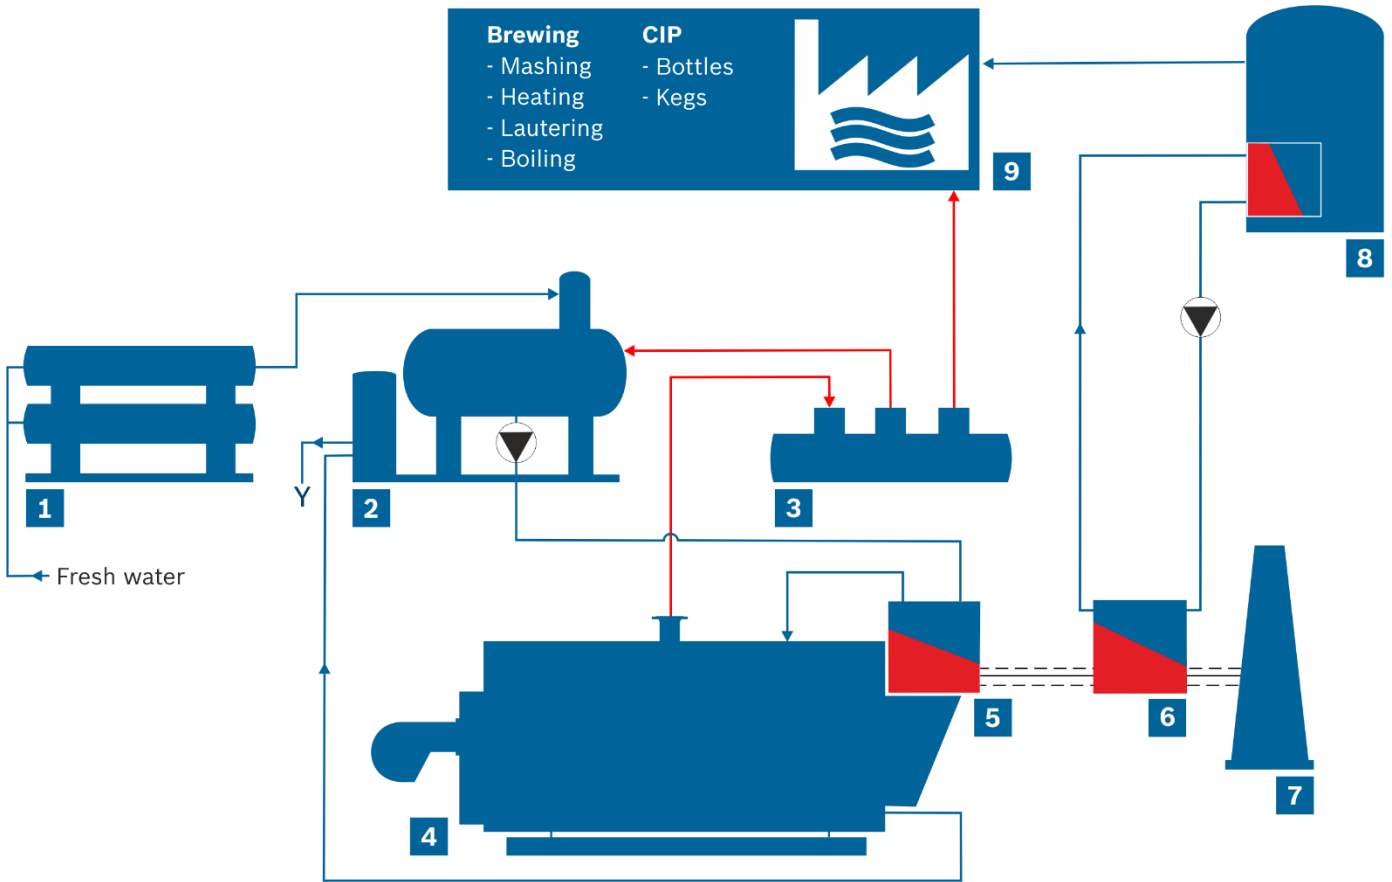 Brewing
- Mashing
- Heating
- Lautering
- Boiling
CIP
- Bottles
- Kegs
9
8
1
2
Y
3
Fresh water
4
5
6
7